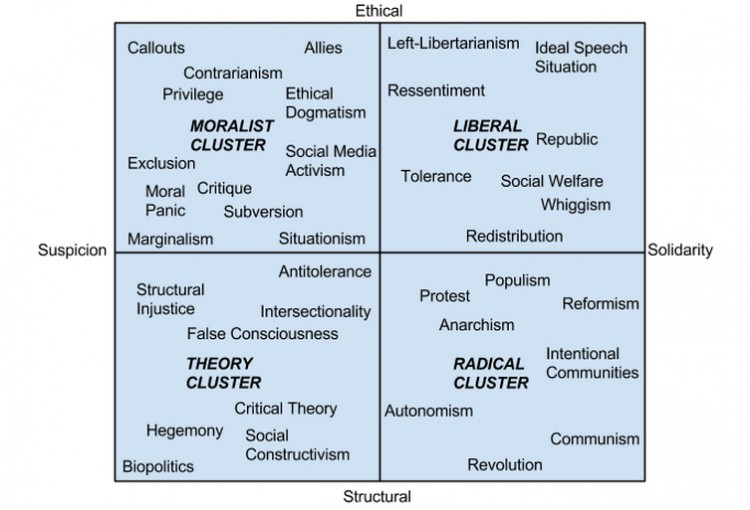 Ethical
Callouts
Allies
Contrarianism
Privilege
Ethical
Dogmatism
MORALIST
CLUSTER
Social Media
Activism
Exclusion
Moral
Panic
Critique
Subversion
Marginalism
Situationism
Left-Libertarianism
Ideal Speech
Situation
Ressentiment
LIBERAL
CLUSTER
Republic
Tolerance
Social Welfare
Whiggism
Redistribution
Suspicion
Solidarity
Antitolerance
Structural
Injustice
Intersectionality
False Consciousness
THEORY
CLUSTER
Critical Theory
Hegemony
Social
Constructivism
Biopolitics
Populism
Protest
Reformism
Anarchism
Intentional
Communities
RADICAL
CLUSTER
Autonomism
Communism
Revolution
Structural